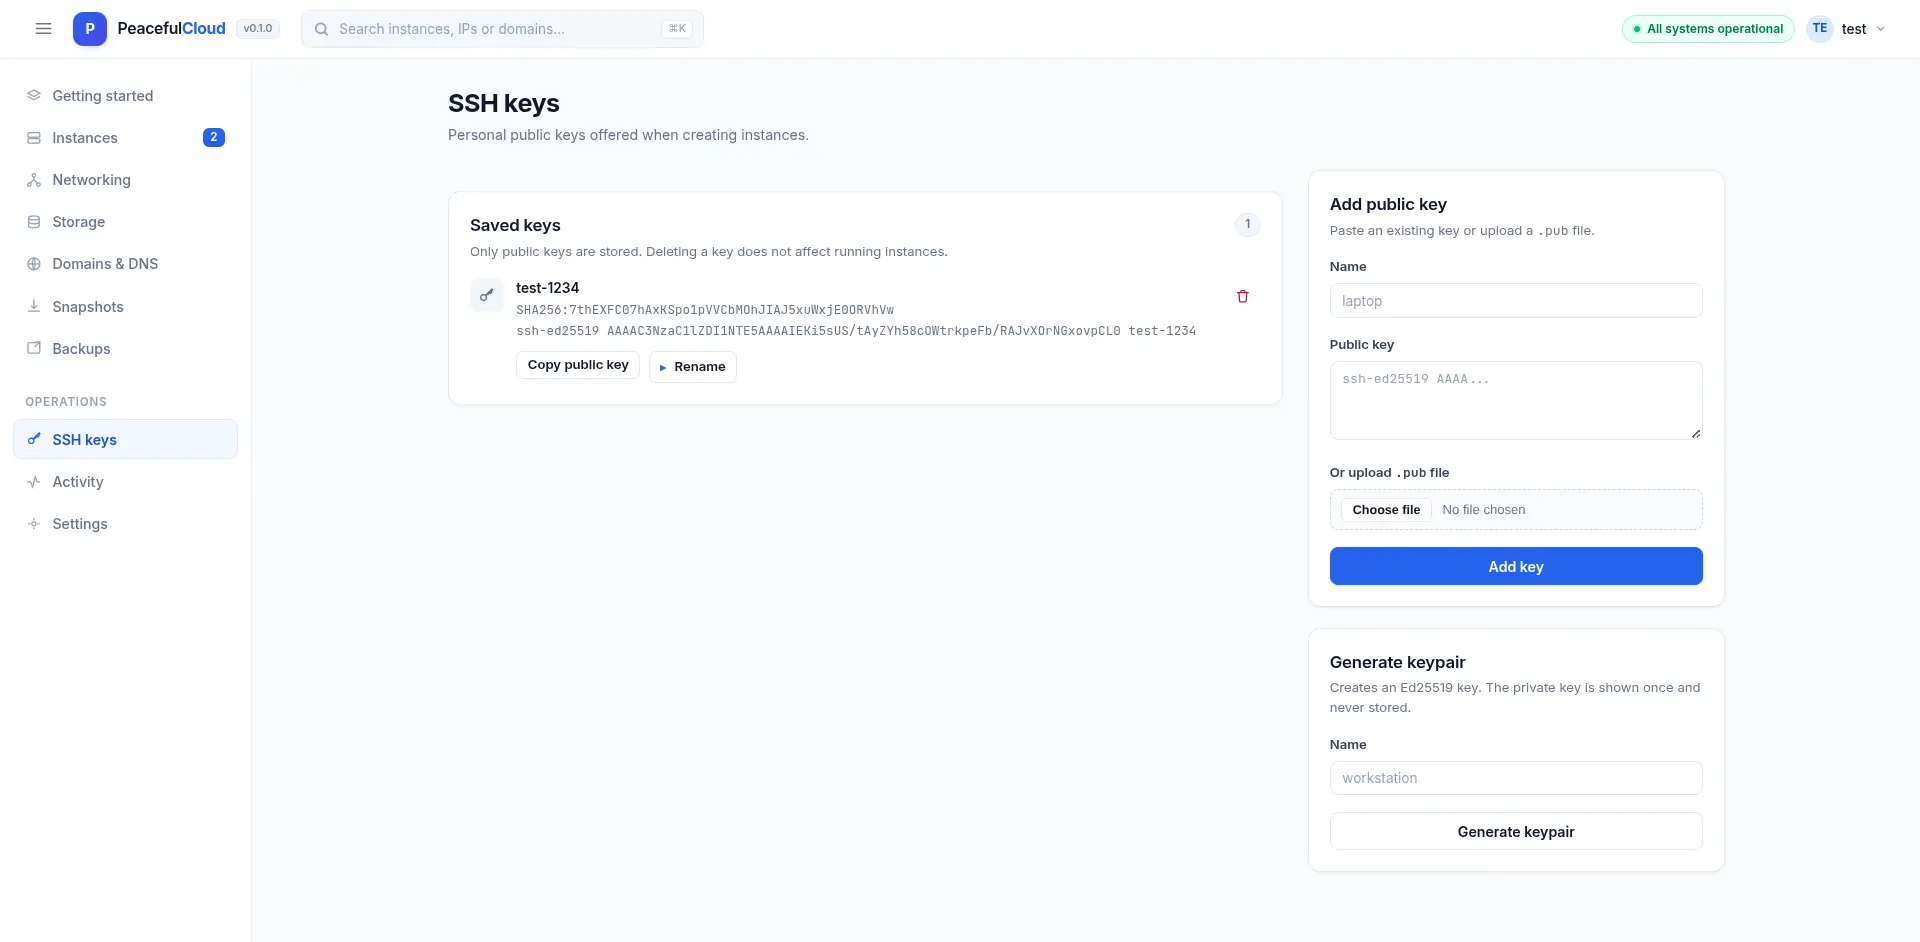 PeacefulCloud v0.1.0
Search instances, IPs or domains... ⌘K
All systems operational
TE test
Getting started
Instances 2
Networking
Storage
Domains & DNS
Snapshots
Backups
OPERATIONS
SSH keys
Activity
Settings
SSH keys
Personal public keys offered when creating instances.
Saved keys 1
Only public keys are stored. Deleting a key does not affect running instances.
test-1234
SHA256:7thEXFC07hAxKSpo1pVVCbMOhJIAJ5xuWxjE0ORVhVw
ssh-ed25519 AAAAC3NzaC1lZDI1NTE5AAAAIEKi5sUS/tAyZYh58cOWtrkpeFb/RAJvXOrNGxovpCL0 test-1234
Copy public key
Rename
Add public key
Paste an existing key or upload a .pub file.
Name
laptop
Public key
ssh-ed25519 AAAA...
Or upload .pub file
Choose file No file chosen
Add key
Generate keypair
Creates an Ed25519 key. The private key is shown once and
never stored.
Name
workstation
Generate keypair
P